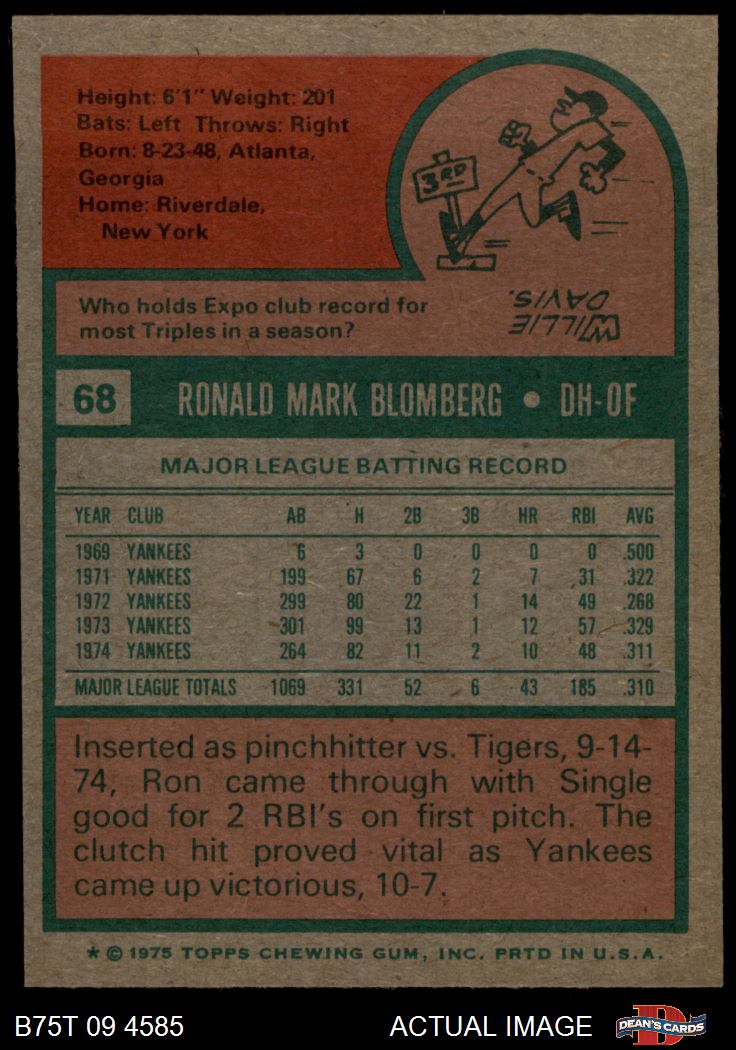 Height: 6'1" Weight: 201
Bats: Left Throws: Right
Born: 8-23-48, Atlanta,
Georgia
Home: Riverdale,
New York
3RD
Who holds Expo club record for
most Triples in a season?
WILLIE
DAVIS.
68 RONALD MARK BLOMBERG • DH-OF
MAJOR LEAGUE BATTING RECORD
YEAR CLUB AB H 2B 3B HR RBI AVG
1969 YANKEES 6 3 0 0 0 0 .500
1971 YANKEES 199 67 6 2 7 31 .322
1972 YANKEES 299 80 22 1 14 49 .268
1973 YANKEES 301 99 13 1 12 57 .329
1974 YANKEES 264 82 11 2 10 48 .311
MAJOR LEAGUE TOTALS 1069 331 52 6 43 185 .310
Inserted as pinchhitter vs. Tigers, 9-14-
74, Ron came through with Single
good for 2 RBI's on first pitch. The
clutch hit proved vital as Yankees
came up victorious, 10-7.
* © 1975 TOPPS CHEWING GUM, INC. PRTD IN U.S.A.
B75T 09 4585 ACTUAL IMAGE D DEAN'S CARDS